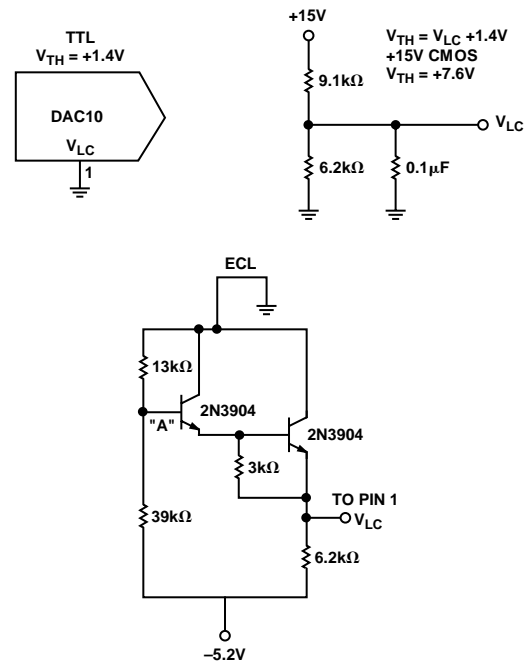 TTL
V_TH = +1.4V
DAC10
V_LC
1
+15V
9.1kΩ
6.2kΩ
0.1μF
V_LC
V_TH = V_LC +1.4V
+15V CMOS
V_TH = +7.6V
ECL
13kΩ
"A"
2N3904
2N3904
3kΩ
39kΩ
TO PIN 1
V_LC
6.2kΩ
–5.2V